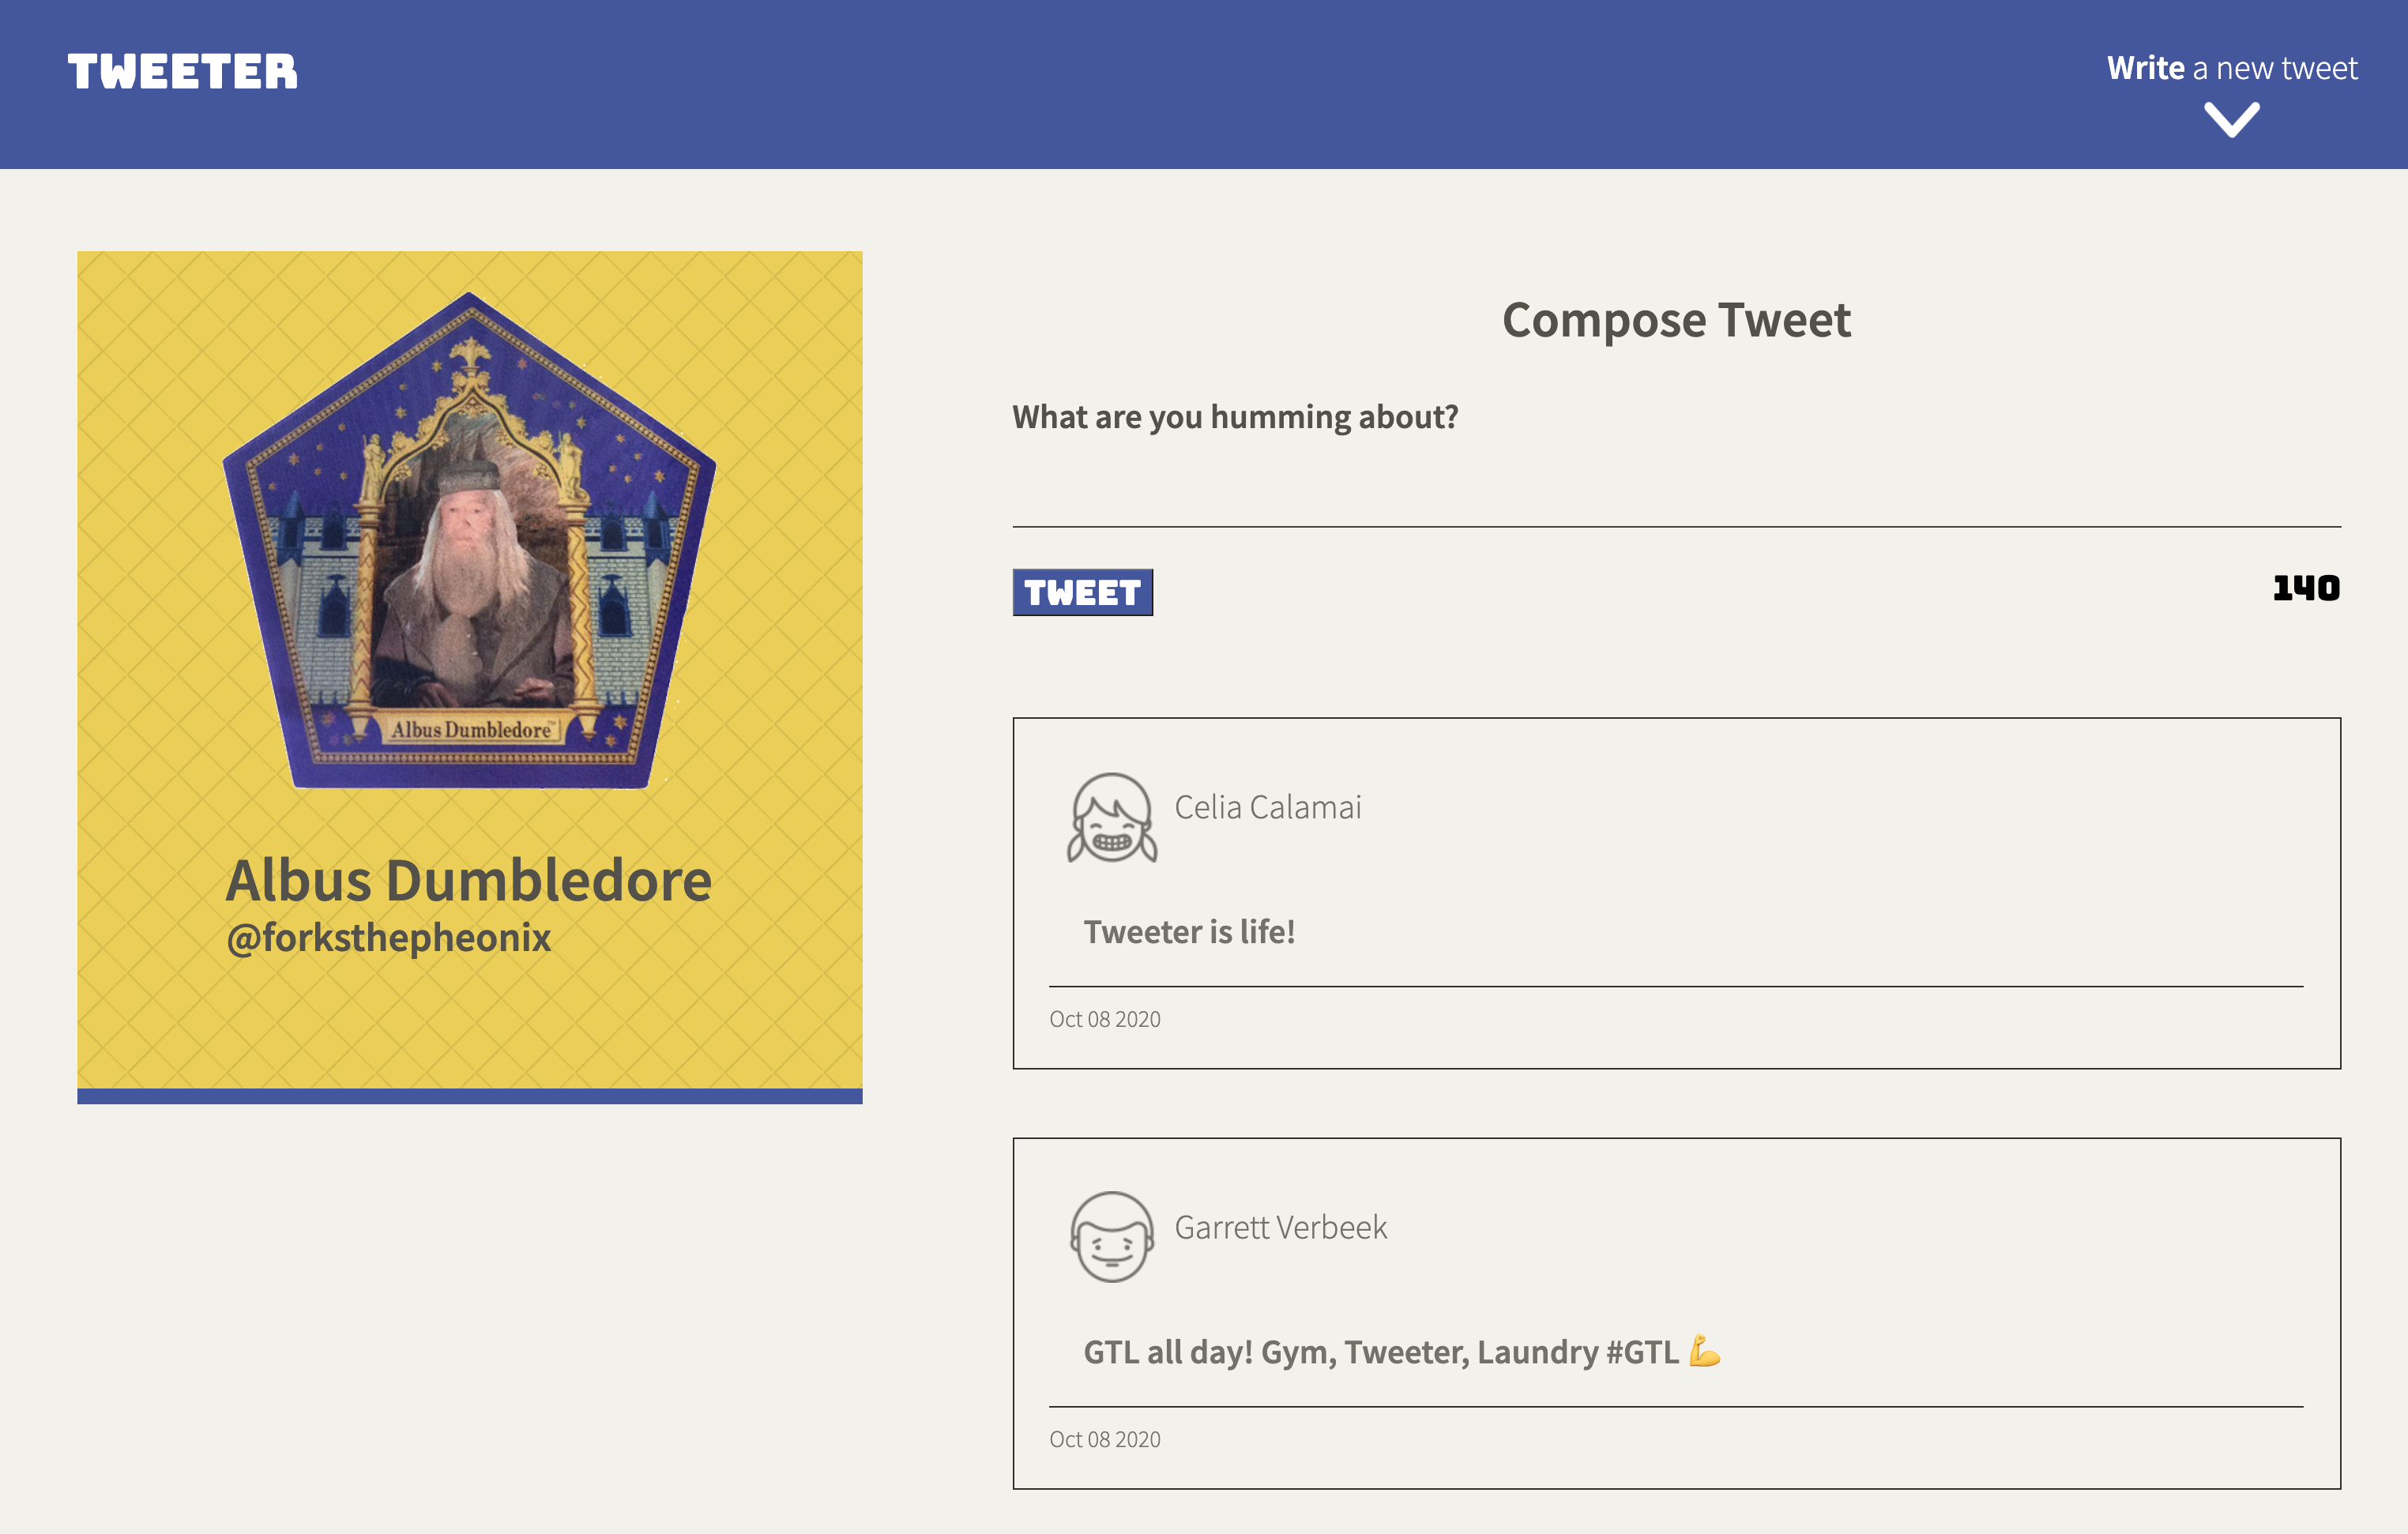 TWEETER
Write a new tweet
Albus Dumbledore™
Albus Dumbledore
@forksthepheonix
Compose Tweet
What are you humming about?
TWEET
140
Celia Calamai
Tweeter is life!
Oct 08 2020
Garrett Verbeek
GTL all day! Gym, Tweeter, Laundry #GTL 💪
Oct 08 2020